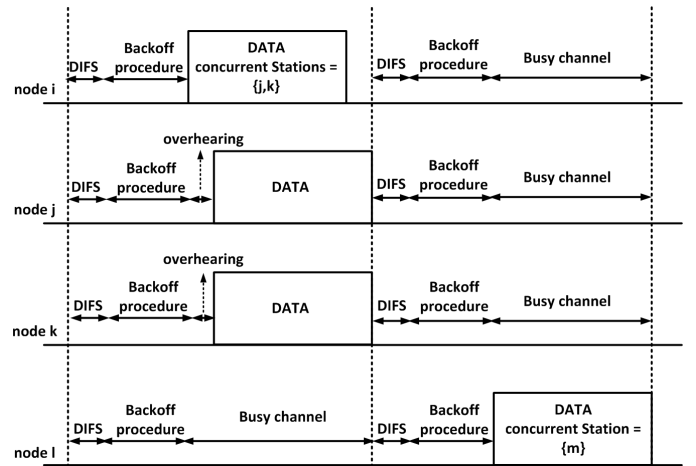 DIFS
Backoff
procedure
DATA
concurrent Stations =
{j,k}
DIFS
Backoff
procedure
Busy channel
node i
overhearing
DIFS
Backoff
procedure
DATA
DIFS
Backoff
procedure
Busy channel
node j
overhearing
DIFS
Backoff
procedure
DATA
DIFS
Backoff
procedure
Busy channel
node k
DIFS
Backoff
procedure
Busy channel
DIFS
Backoff
procedure
DATA
concurrent Station =
{m}
node l